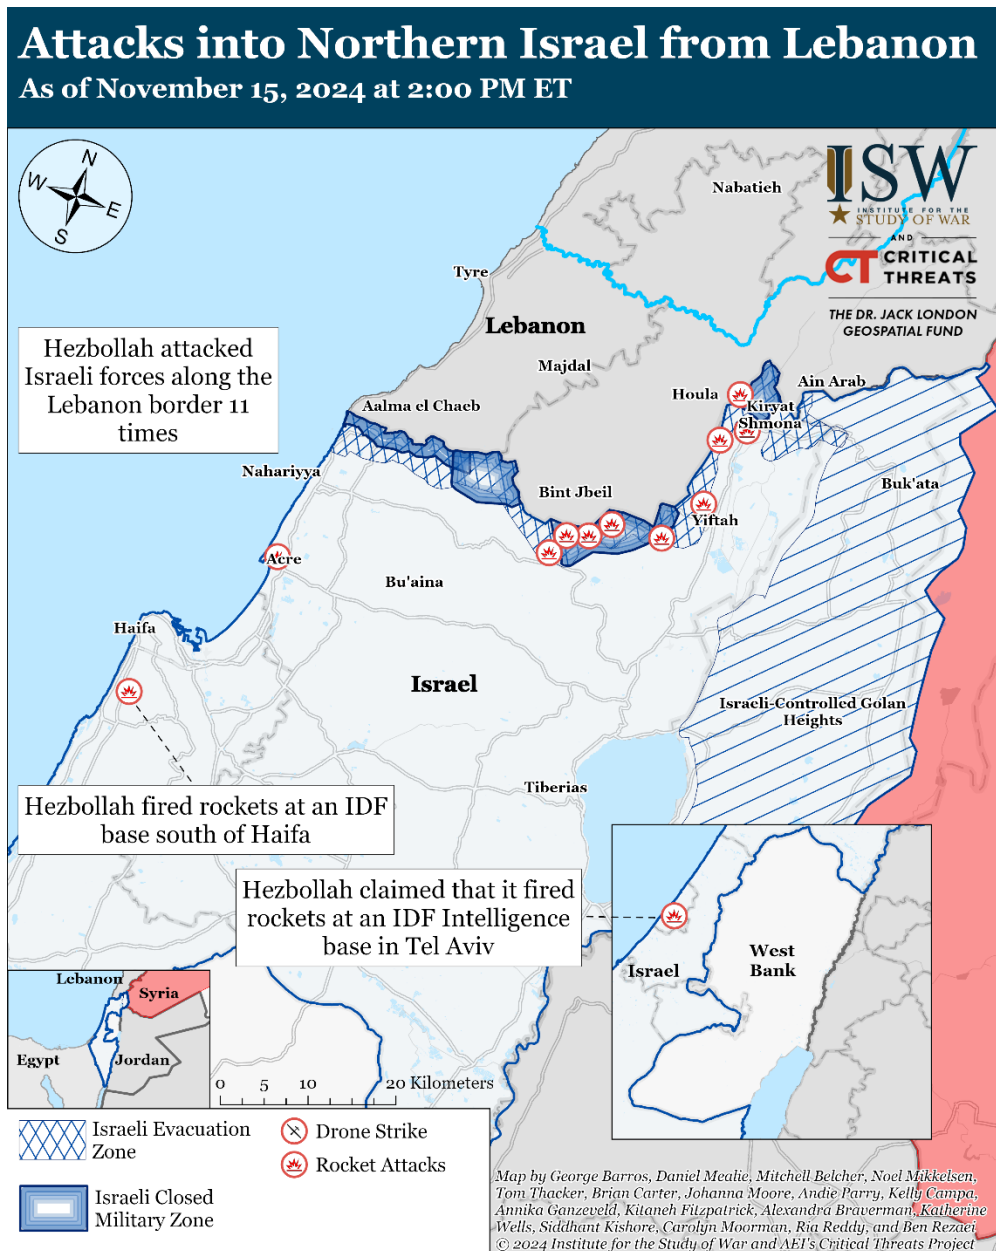 Attacks into Northern Israel from Lebanon
As of November 15, 2024 at 2:00 PM ET
N
W
E
S
ISW
INSTITUTE FOR THE
STUDY OF WAR
AND
CT CRITICAL
THREATS
THE DR. JACK LONDON
GEOSPATIAL FUND
Nabatieh
Tyre
Lebanon
Hezbollah attacked
Israeli forces along the
Lebanon border 11
times
Majdal
Ain Arab
Houla
Kiryat
Shmona
Aalma el Chaeb
Nahariyya
Bint Jbeil
Buk'ata
Yiftah
Acre
Bu'aina
Haifa
Israel
Israeli-Controlled Golan
Heights
Tiberias
Hezbollah fired rockets at an IDF
base south of Haifa
Hezbollah claimed that it fired
rockets at an IDF Intelligence
base in Tel Aviv
Israel
West
Bank
Lebanon
Syria
Egypt
Jordan
0 5 10 20 Kilometers
Israeli Evacuation
Zone
Drone Strike
Rocket Attacks
Israeli Closed
Military Zone
Map by George Barros, Daniel Mealie, Mitchell Belcher, Noel Mikkelsen,
Tom Thacker, Brian Carter, Johanna Moore, Andie Parry, Kelly Campa,
Annika Ganzeveld, Kitaneh Fitzpatrick, Alexandra Braverman, Katherine
Wells, Siddhant Kishore, Carolyn Moorman, Ria Reddy, and Ben Rezaei
© 2024 Institute for the Study of War and AEI's Critical Threats Project